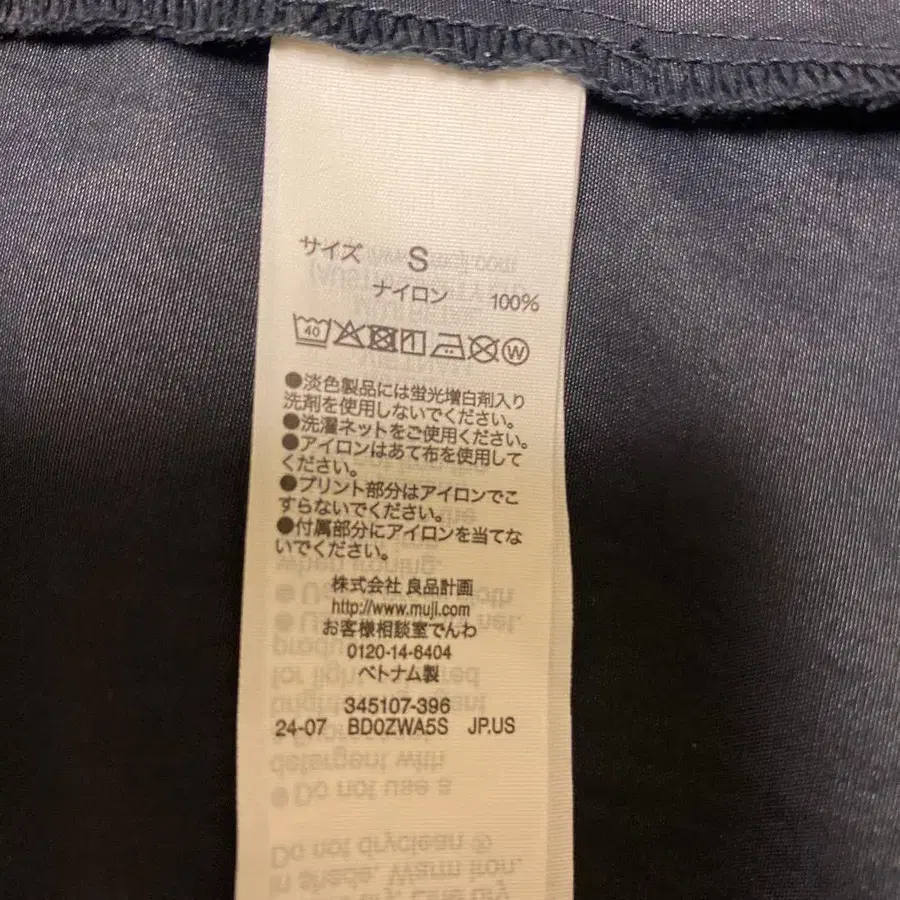 サイズ S
ナイロン 100%
40 W
●淡色製品には蛍光増白剤入り
洗剤を使用しないでください。
●洗濯ネットをご使用ください。
●アイロンはあて布を使用して
ください。
●プリント部分はアイロンでこ
すらないでください。
●付属部分にアイロンを当てな
いでください。
株式会社 良品計画
http://www.muji.com
お客様相談室でんわ
0120-14-6404
ベトナム製
345107-396
24-07 BD0ZWA5S JP.US